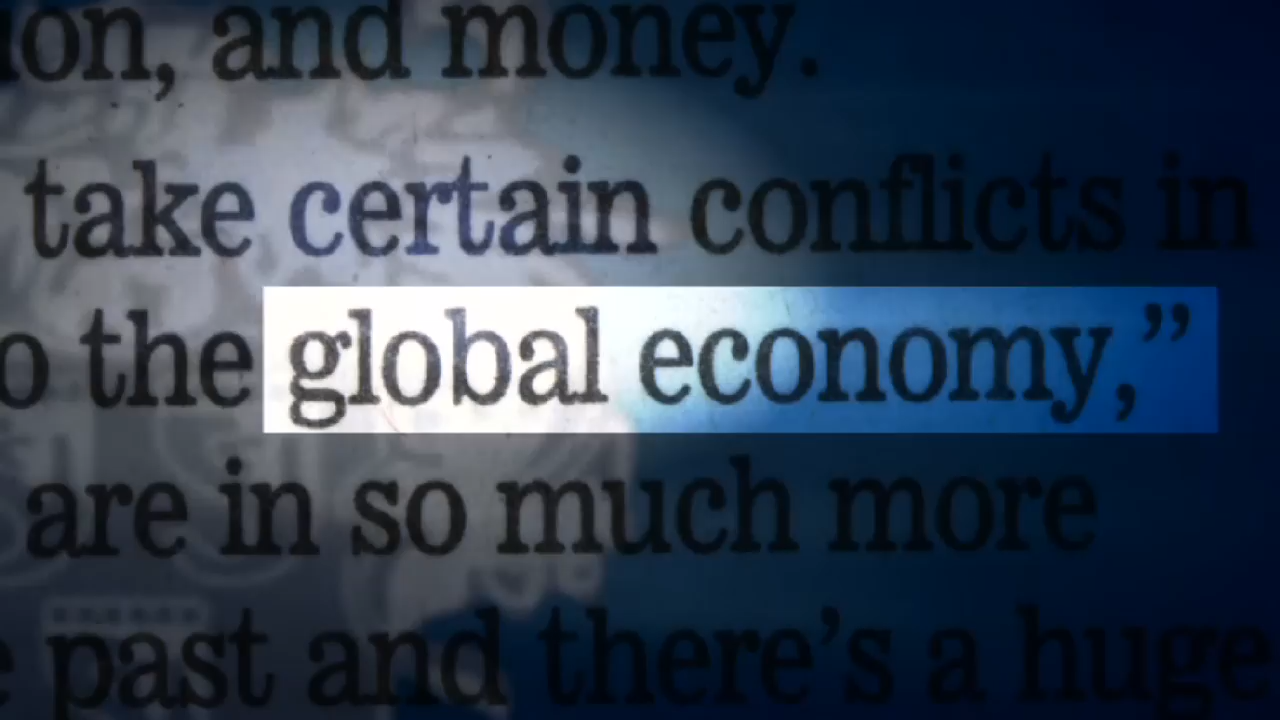 ion, and money.
take certain conflicts in
o the global economy,”
are in so much more
past and there’s a huge